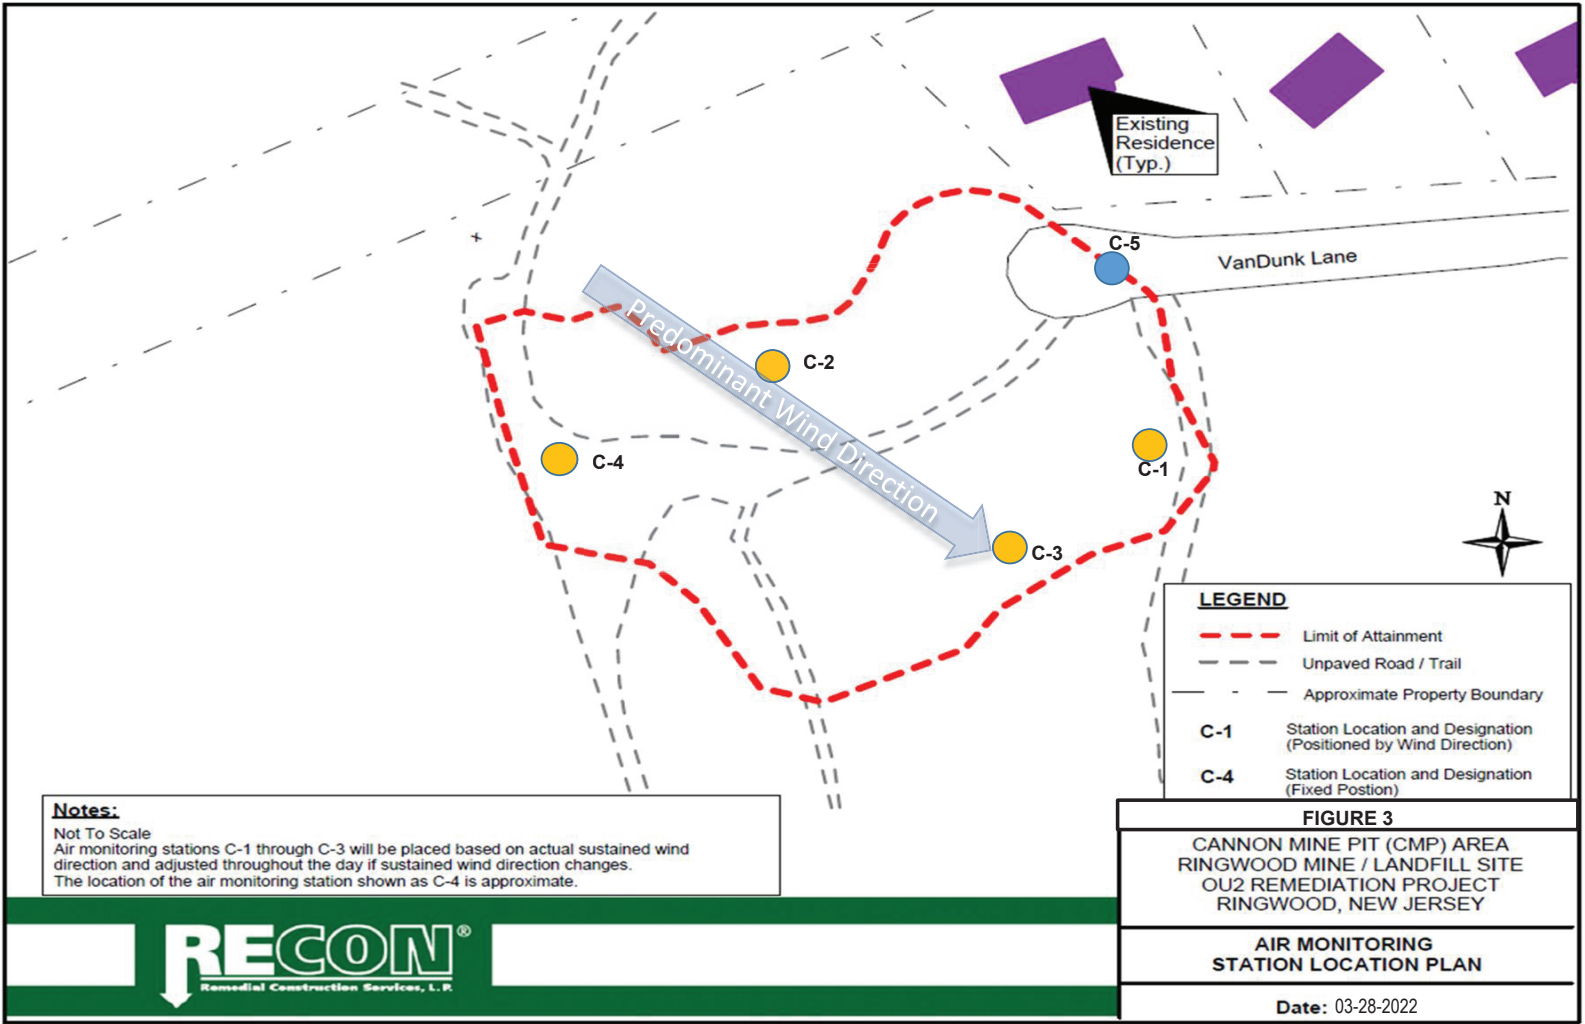 Existing
Residence
(Typ.)
C-5
VanDunk Lane
Predominant Wind Direction
C-2
C-4
C-1
C-3
N
LEGEND
Limit of Attainment
Unpaved Road / Trail
Approximate Property Boundary
C-1 Station Location and Designation
(Positioned by Wind Direction)
C-4 Station Location and Designation
(Fixed Postion)
Notes:
Not To Scale
Air monitoring stations C-1 through C-3 will be placed based on actual sustained wind
direction and adjusted throughout the day if sustained wind direction changes.
The location of the air monitoring station shown as C-4 is approximate.
FIGURE 3
CANNON MINE PIT (CMP) AREA
RINGWOOD MINE / LANDFILL SITE
OU2 REMEDIATION PROJECT
RINGWOOD, NEW JERSEY
AIR MONITORING
STATION LOCATION PLAN
Date: 03-28-2022
RECON®
Remedial Construction Services, L.P.